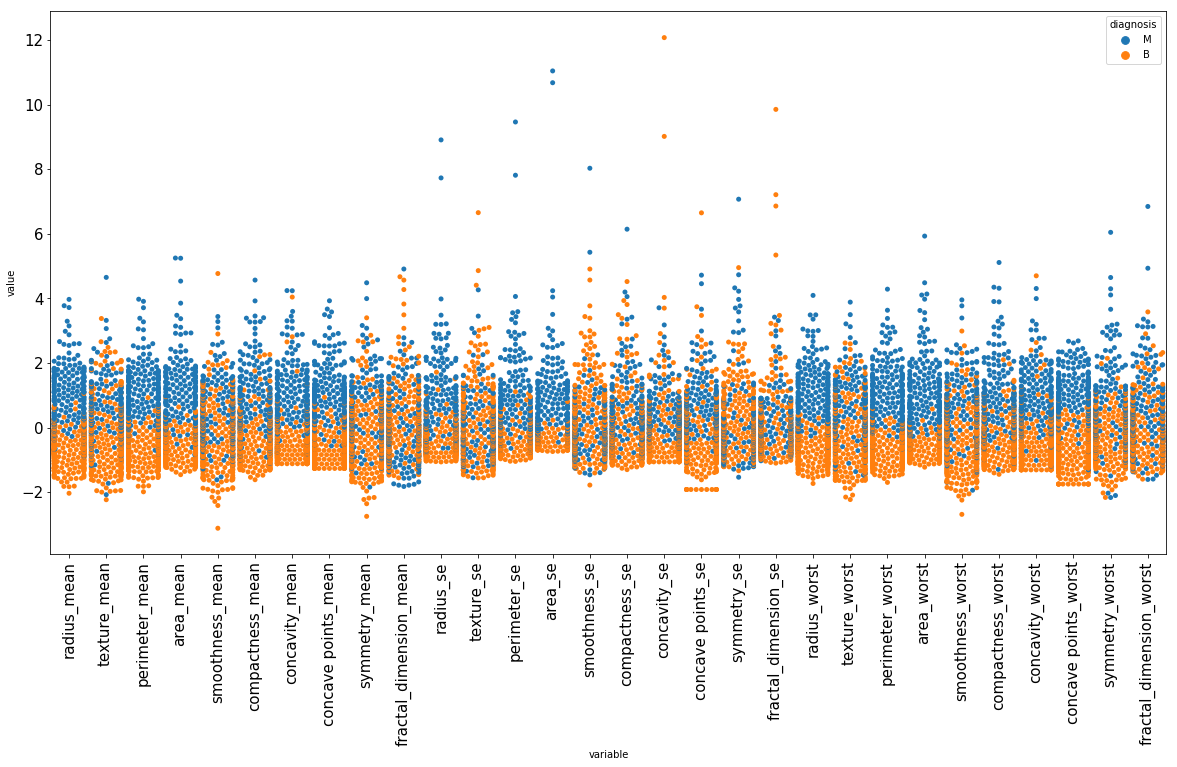 diagnosis
M
B
12
10
8
6
4
2
0
−2
value
radius_mean
texture_mean
perimeter_mean
area_mean
smoothness_mean
compactness_mean
concavity_mean
concave points_mean
symmetry_mean
fractal_dimension_mean
radius_se
texture_se
perimeter_se
area_se
smoothness_se
compactness_se
concavity_se
concave points_se
symmetry_se
fractal_dimension_se
radius_worst
texture_worst
perimeter_worst
area_worst
smoothness_worst
compactness_worst
concavity_worst
concave points_worst
symmetry_worst
fractal_dimension_worst
variable